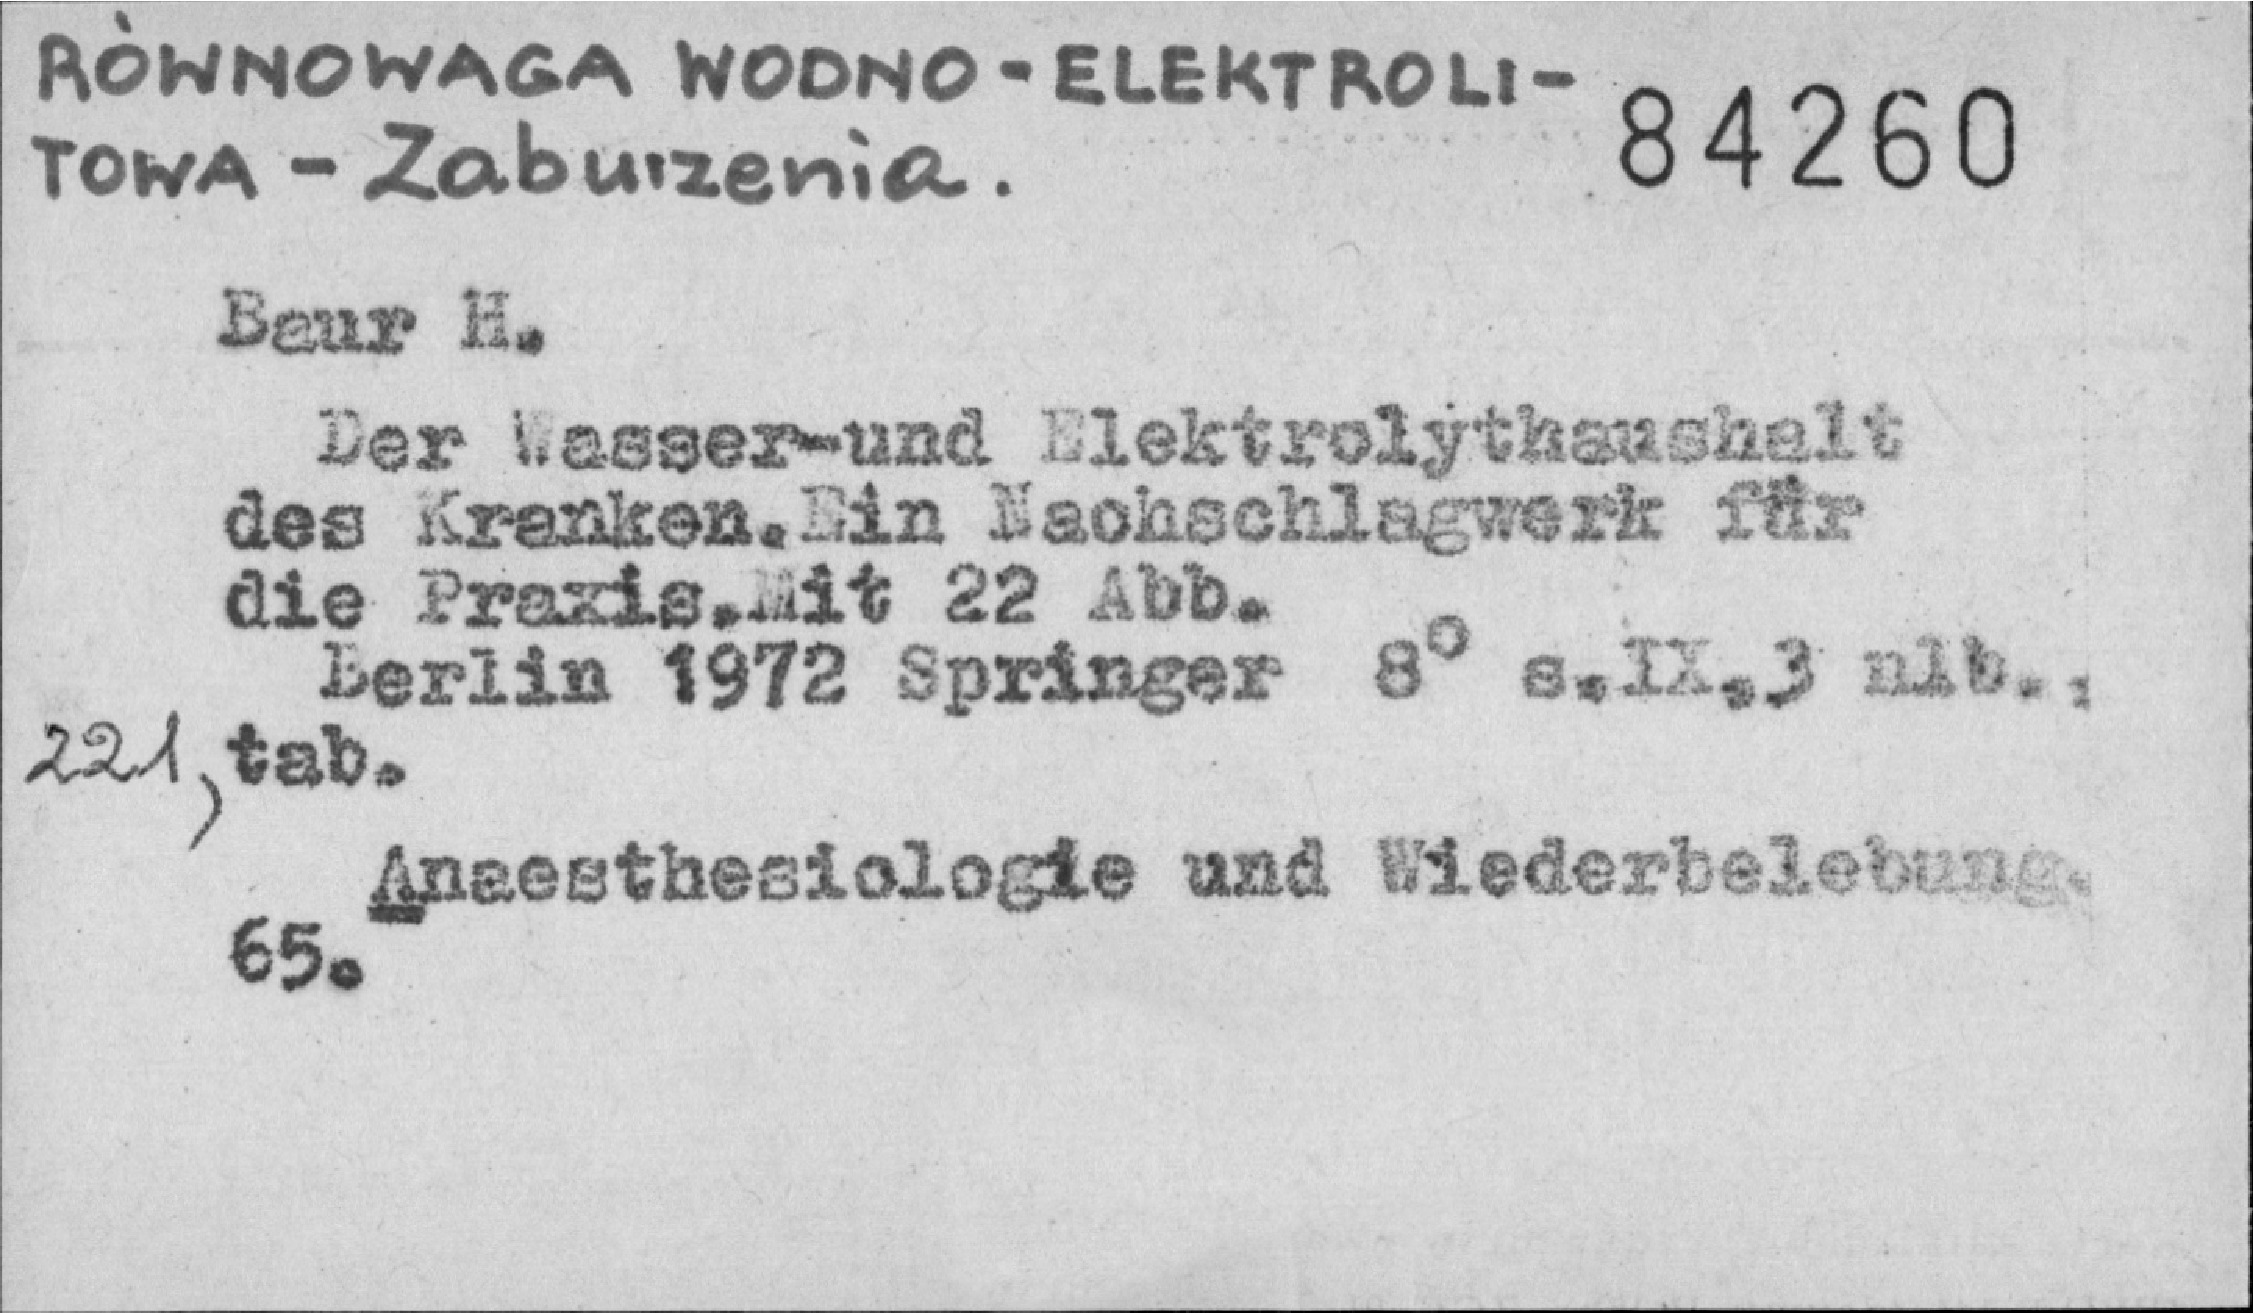 RÓWNOWAGA WODNO-ELEKTROLI-
TOWA - Zaburzenia.
84260
Baur H.
Der Wasser-und Elektrolythaushalt
des Kranken.Ein Nachschlagwerk für
die Praxis.Mit 22 Abb.
Berlin 1972 Springer 8° s.IX,3 nlb.,
221, tab.
Anaesthesiologie und Wiederbelebung.
65.